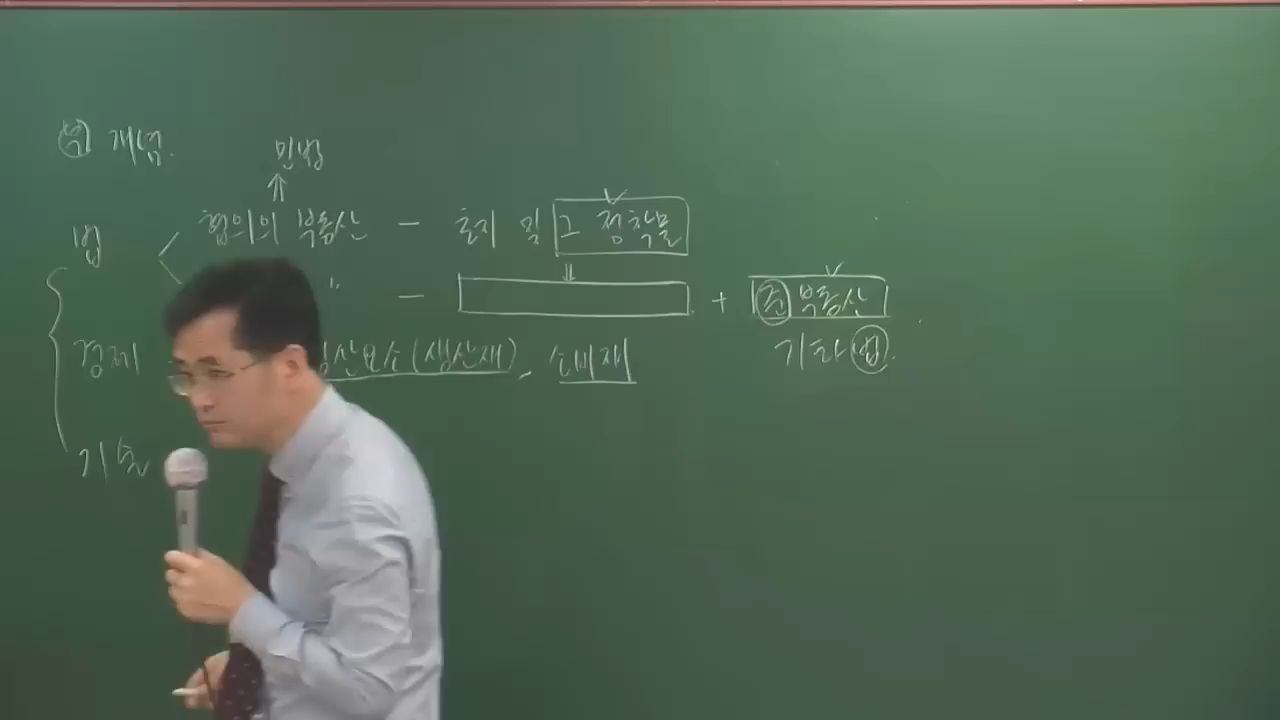 복 개념.
민법
법 < 협의의 부동산 - 토지 및 그 정착물
〃 - + 준 부동산
경제 생산요소(생산재), 소비재 기타 법.
기술